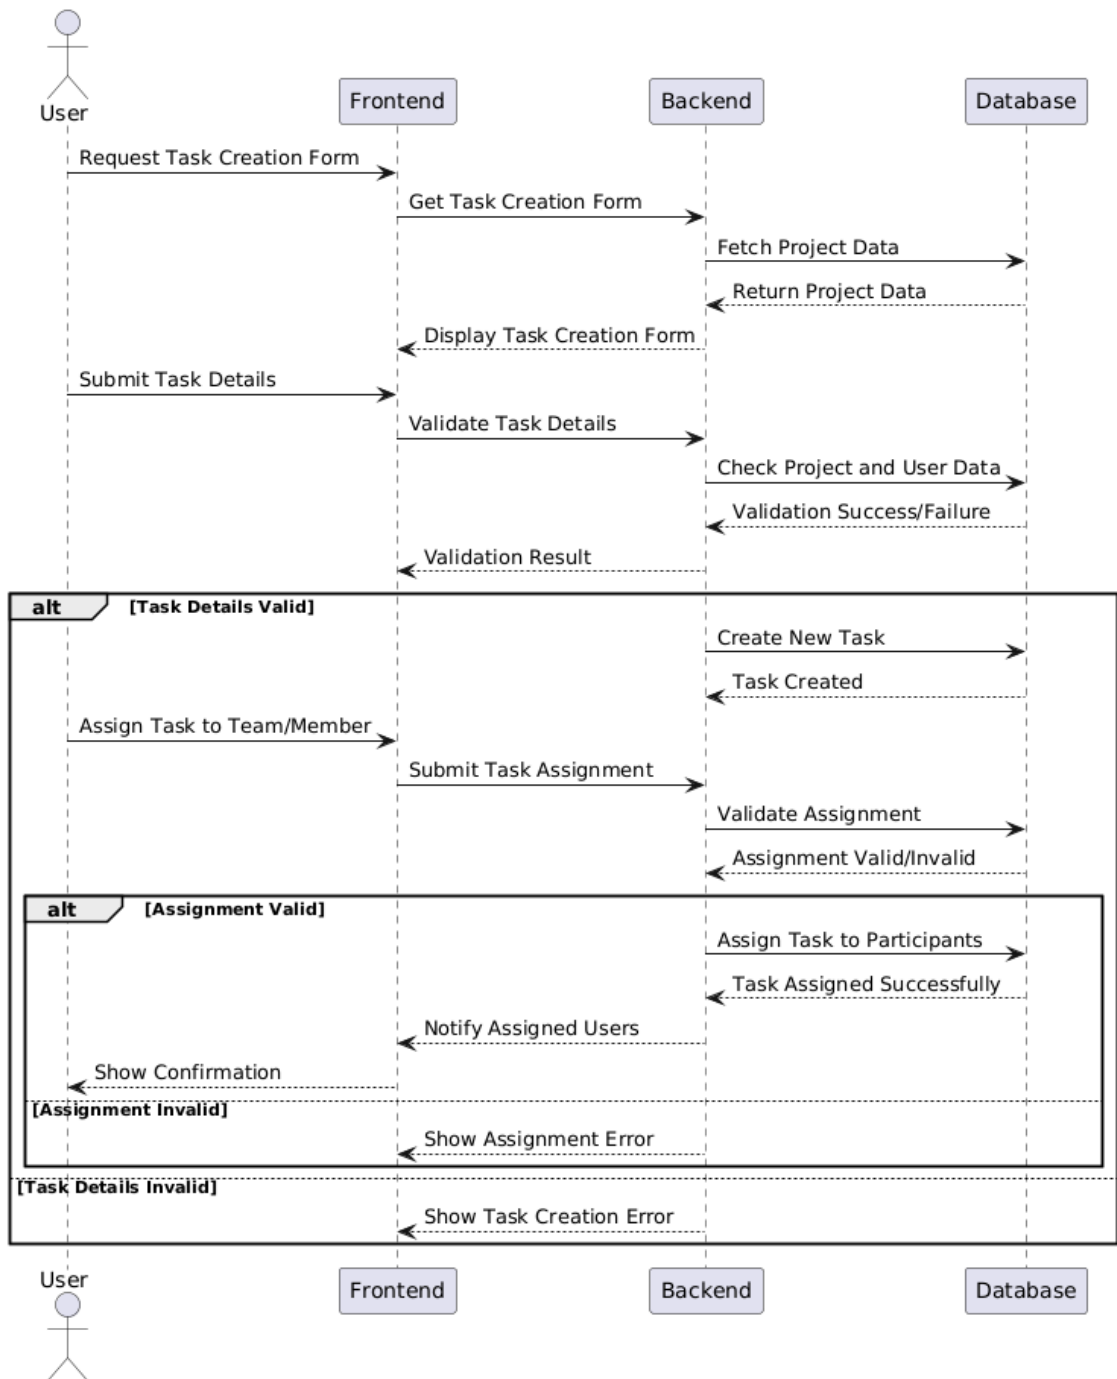 User
Frontend
Backend
Database
Request Task Creation Form
Get Task Creation Form
Fetch Project Data
Return Project Data
Display Task Creation Form
Submit Task Details
Validate Task Details
Check Project and User Data
Validation Success/Failure
Validation Result
alt
[Task Details Valid]
Create New Task
Task Created
Assign Task to Team/Member
Submit Task Assignment
Validate Assignment
Assignment Valid/Invalid
alt
[Assignment Valid]
Assign Task to Participants
Task Assigned Successfully
Notify Assigned Users
Show Confirmation
[Assignment Invalid]
Show Assignment Error
[Task Details Invalid]
Show Task Creation Error
User
Frontend
Backend
Database